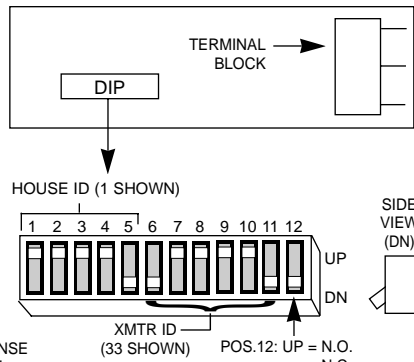 TERMINAL
BLOCK
DIP
HOUSE ID (1 SHOWN)
1 2 3 4 5 6 7 8 9 10 11 12
UP
DN
SIDE
VIEW
(DN)
XMTR ID
(33 SHOWN)
POS.12: UP = N.O.
NSE